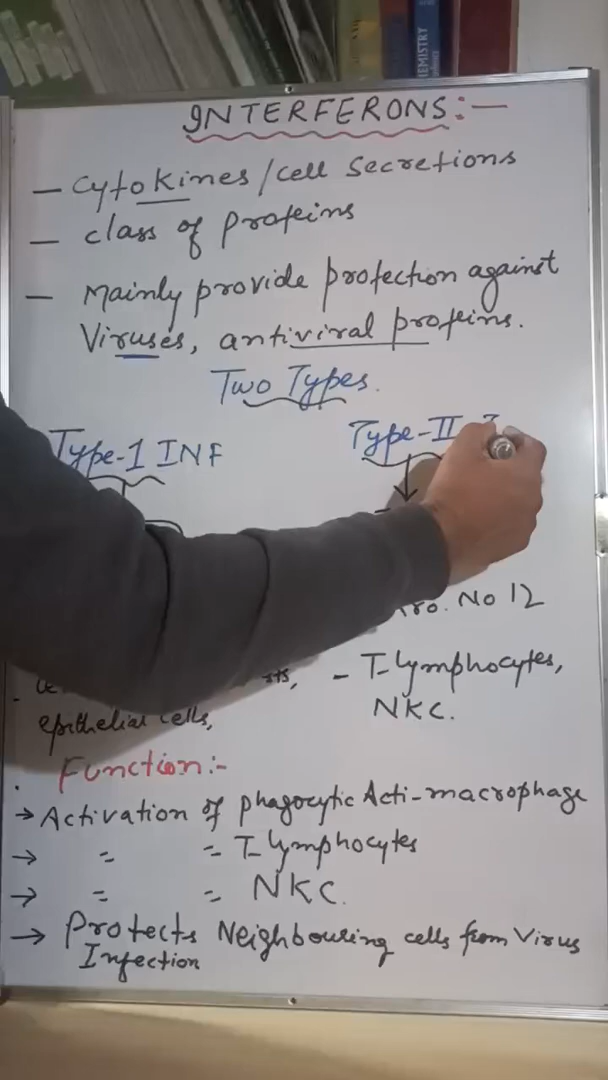 CHEMISTRY
INTERFERONS:-
- Cytokines/cell secretions
- class of proteins
- Mainly provide protection against
Viruses, antiviral proteins.
Two Types.
Type-1 INF
Type-II
No 12
- T-lymphocytes,
NKC.
epithelial cells,
Function:-
→ Activation of phagocytic Acti-macrophage
→ = = T-lymphocytes
→ = = NKC.
→ Protects Neighbouring cells from Virus
Infection